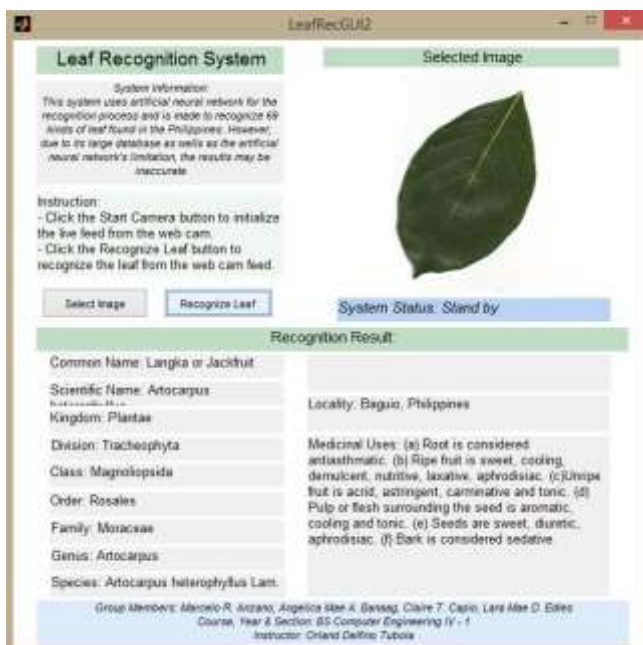 LeafRecGUI2
Leaf Recognition System
System Information:
This system uses artificial neural network for the
recognition process and is made to recognize 69
kinds of leaf found in the Philippines. However,
due to its large database as wells as the artificial
neural network's limitation, the results may be
inaccurate
Instruction:
- Click the Start Camera button to initialize
the live feed from the web cam.
- Click the Recognize Leaf button to
recognize the leaf from the web cam feed.
Select Image
Recognize Leaf
Selected Image
System Status: Stand by
Recognition Result:
Common Name: Langka or Jackfruit
Scientific Name: Artocarpus
Kingdom: Plantae
Division: Tracheophyta
Class: Magnoliopsida
Order: Rosales
Family: Moraceae
Genus: Artocarpus
Species: Artocarpus heterophyllus Lam.
Locality: Baguio, Philippines
Medicinal Uses: (a) Root is considered
antiasthmatic. (b) Ripe fruit is sweet, cooling,
demulcent, nutritive, laxative, aphrodisiac. (c)Unripe
fruit is acrid, astringent, carminative and tonic. (d)
Pulp or flesh surrounding the seed is aromatic,
cooling and tonic. (e) Seeds are sweet, diuretic,
aphrodisiac. (f) Bark is considered sedative
Group Members: Marcelo R. Anzano, Angelica Mae A. Banaag, Claire T. Capio, Lara Mae D. Edles
Course, Year & Section: BS Computer Engineering IV - 1
Instructor: Orland Delfino Tubola